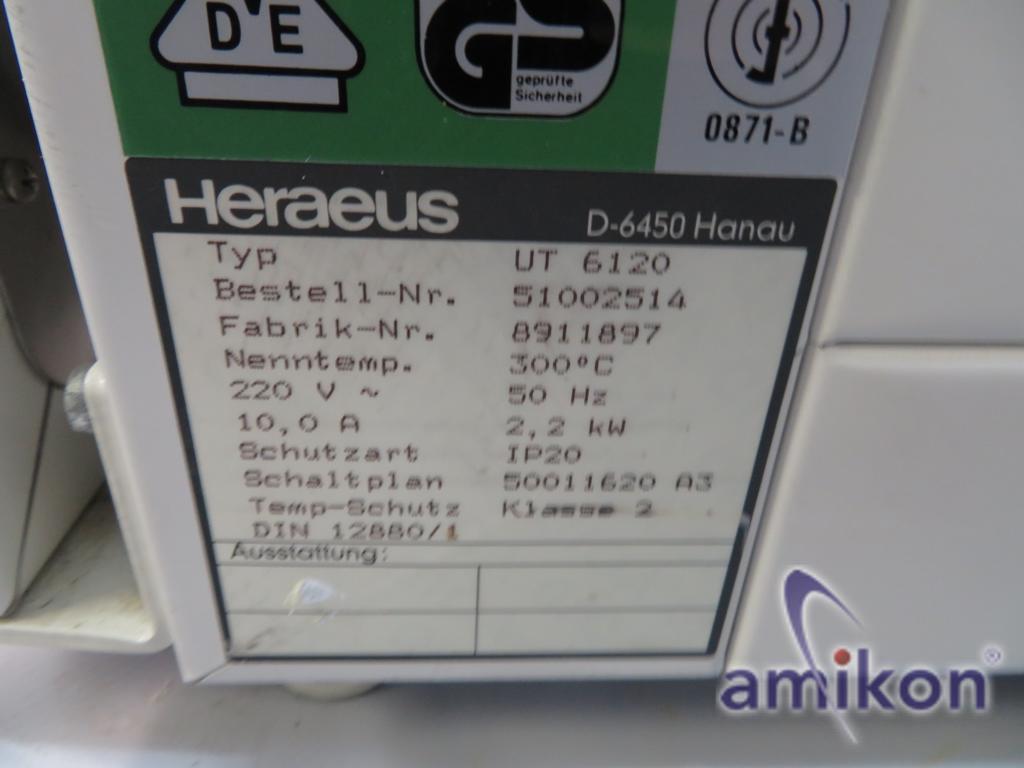 D E
geprüfte
Sicherheit
0871-B
Heraeus
D-6450 Hanau
Typ UT 6120
Bestell-Nr. 51002514
Fabrik-Nr. 8911897
Nenntemp. 300°C
220 V ~ 50 Hz
10,0 A 2,2 kW
Schutzart IP20
Schaltplan 50011620 A3
Temp-Schutz Klasse 2
DIN 12880/1
Ausstattung:
amikon®